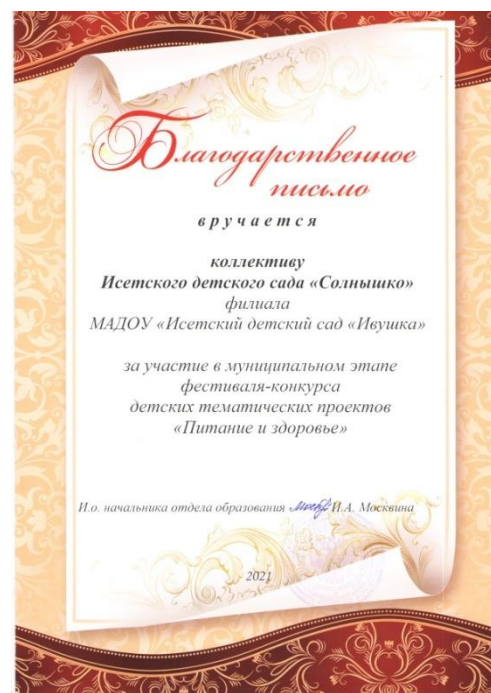 Благодарственное
письмо
вручается
коллективу
Исетского детского сада «Солнышко»
филиала
МАДОУ «Исетский детский сад «Ивушка»
за участие в муниципальном этапе
фестиваля-конкурса
детских тематических проектов
«Питание и здоровье»
И.о. начальника отдела образования И.А. Москвина
2021